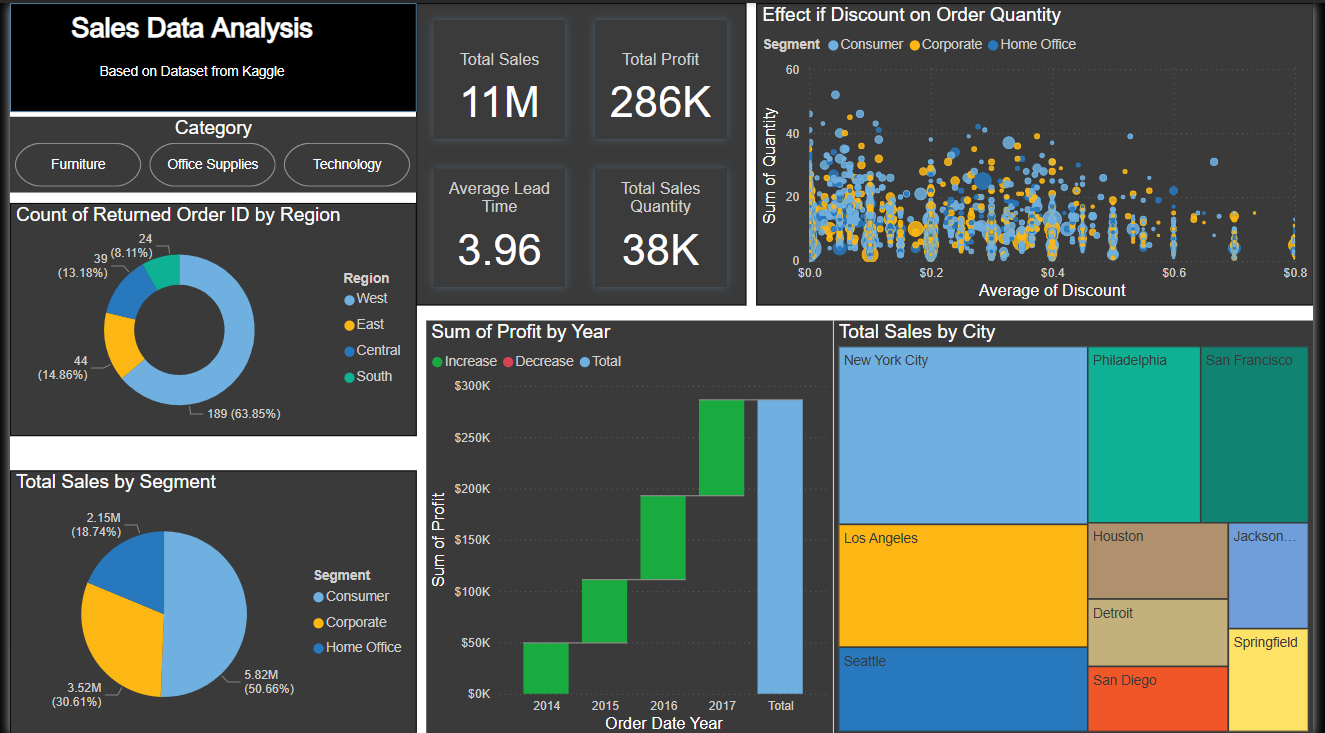 Sales Data Analysis
Based on Dataset from Kaggle
Category
Furniture
Office Supplies
Technology
Total Sales
11M
Total Profit
286K
Average Lead
Time
3.96
Total Sales
Quantity
38K
Effect if Discount on Order Quantity
Segment
Consumer
Corporate
Home Office
Sum of Quantity
60
40
20
0
$0.0
$0.2
$0.4
$0.6
$0.8
Average of Discount
Count of Returned Order ID by Region
24
(8.11%)
39
(13.18%)
44
(14.86%)
189 (63.85%)
Region
West
East
Central
South
Total Sales by Segment
2.15M
(18.74%)
3.52M
(30.61%)
5.82M
(50.66%)
Segment
Consumer
Corporate
Home Office
Sum of Profit by Year
Increase
Decrease
Total
Sum of Profit
$300K
$250K
$200K
$150K
$100K
$50K
$0K
2014
2015
2016
2017
Total
Order Date Year
Total Sales by City
New York City
Philadelphia
San Francisco
Los Angeles
Houston
Jackson...
Detroit
Springfield
Seattle
San Diego